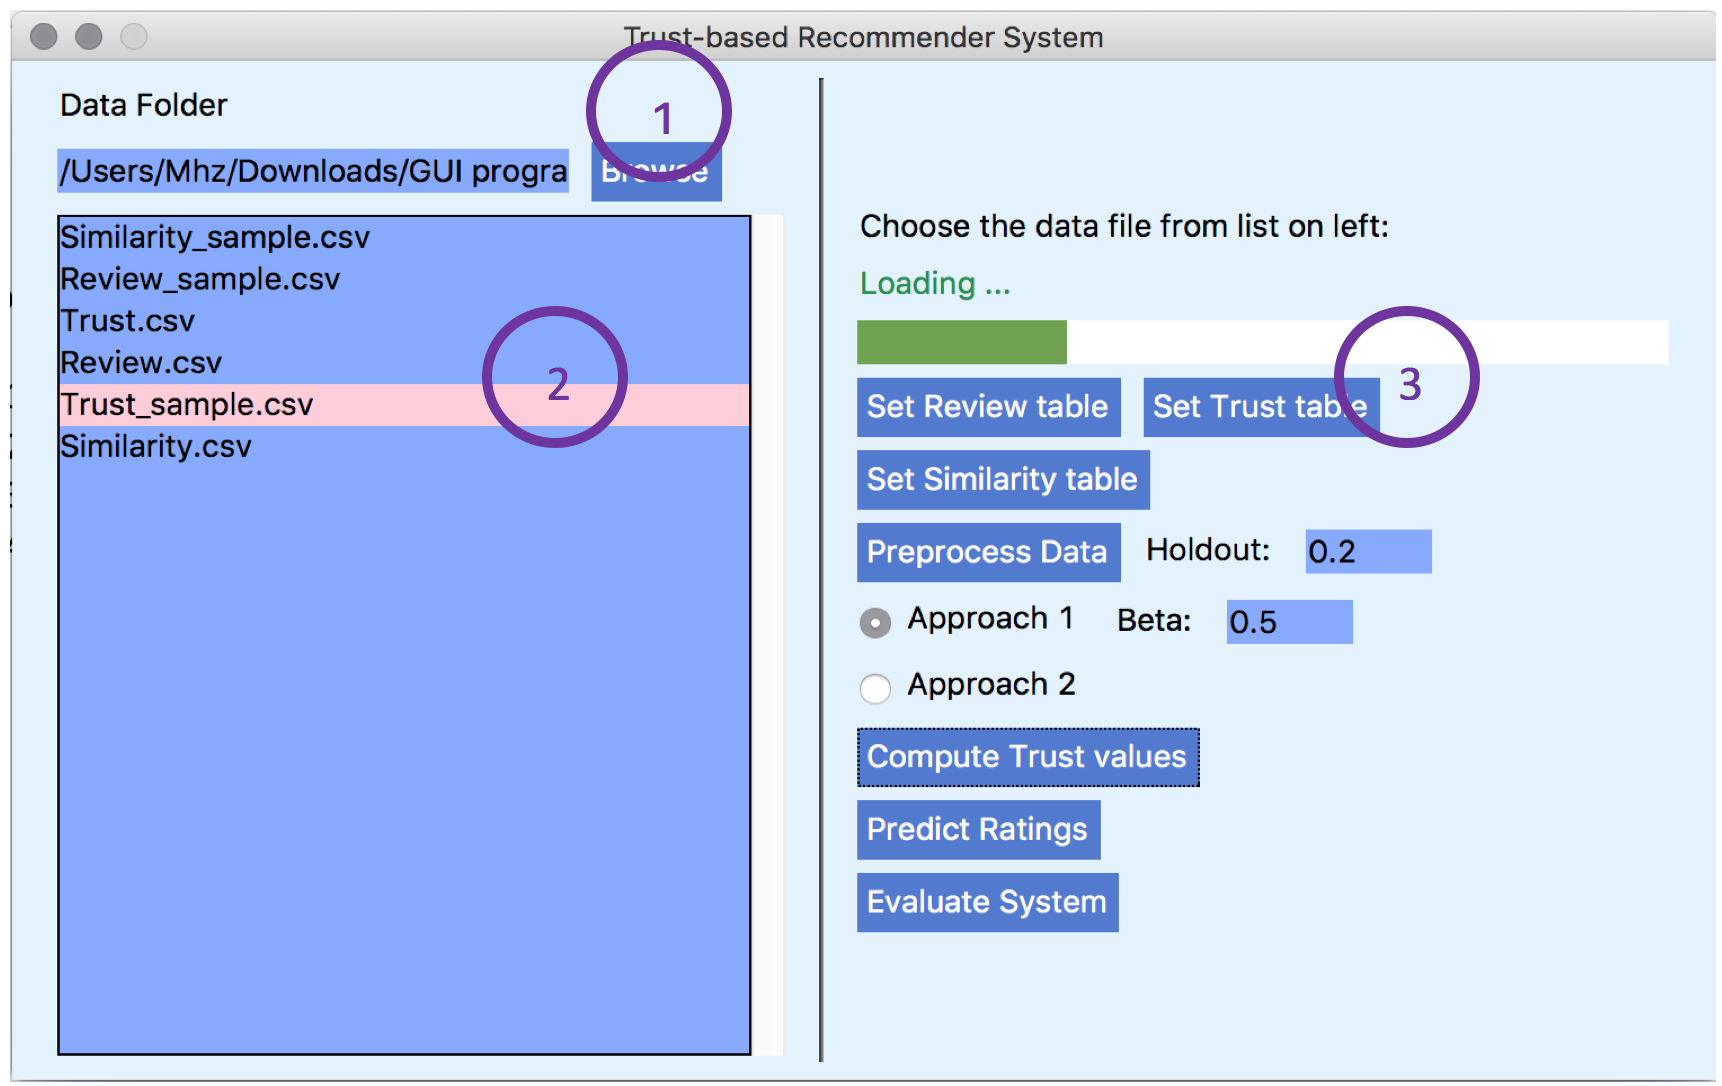 Trust-based Recommender System
Data Folder
1
/Users/Mhz/Downloads/GUI progra
Browse
Similarity_sample.csv
Review_sample.csv
Trust.csv
Review.csv
2
Trust_sample.csv
Similarity.csv
Choose the data file from list on left:
Loading ...
3
Set Review table Set Trust table
Set Similarity table
Preprocess Data Holdout: 0.2
Approach 1 Beta: 0.5
Approach 2
Compute Trust values
Predict Ratings
Evaluate System